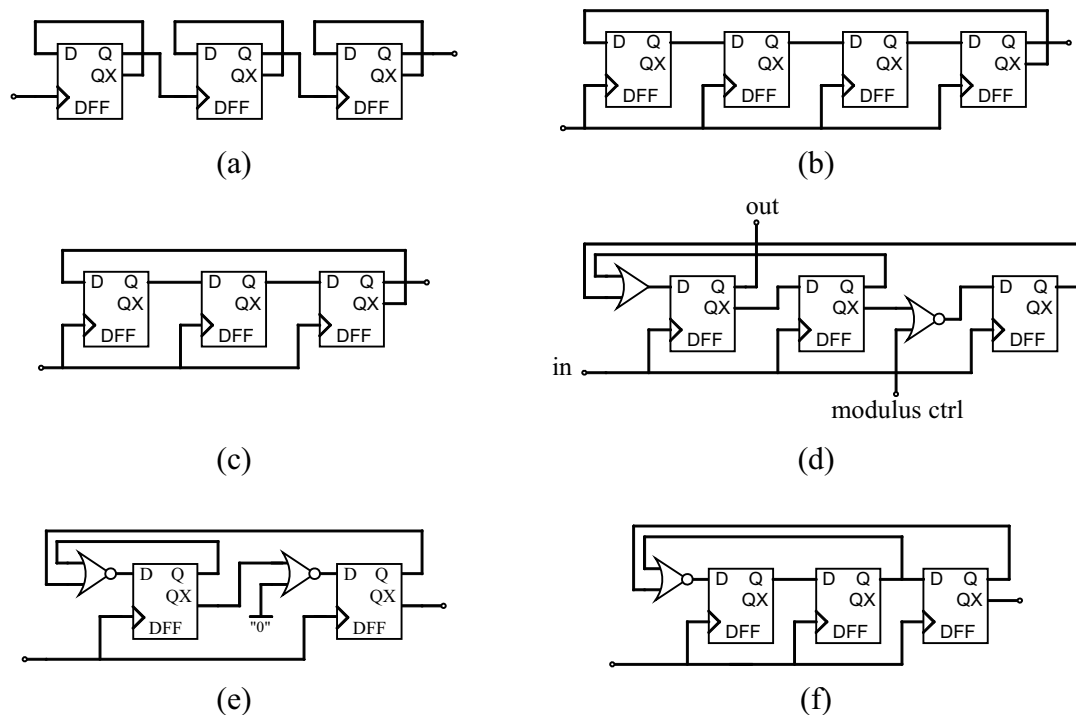 D Q QX DFF D Q QX DFF D Q QX DFF
D Q QX DFF D Q QX DFF D Q QX DFF D Q QX DFF
(a)
(b)
D Q QX DFF D Q QX DFF D Q QX DFF
out
D Q QX DFF D Q QX DFF D Q QX DFF
in
modulus ctrl
(c)
(d)
D Q QX DFF "0" D Q QX DFF
D Q QX DFF D Q QX DFF D Q QX DFF
(e)
(f)